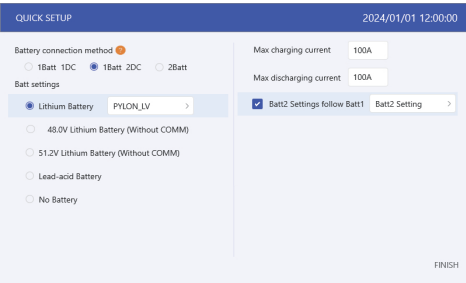 QUICK SETUP
2024/01/01 12:00:00
Battery connection method ?
1Batt 1DC 1Batt 2DC 2Batt
Batt settings
Lithium Battery PYLON_LV >
48.0V Lithium Battery (Without COMM)
51.2V Lithium Battery (Without COMM)
Lead-acid Battery
No Battery
Max charging current 100A
Max discharging current 100A
Batt2 Settings follow Batt1 Batt2 Setting >
FINISH